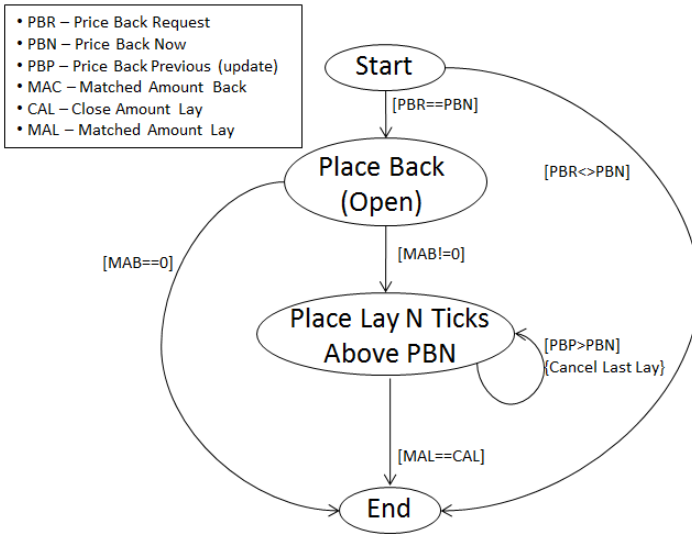 • PBR – Price Back Request
• PBN – Price Back Now
• PBP – Price Back Previous (update)
• MAC – Matched Amount Back
• CAL – Close Amount Lay
• MAL – Matched Amount Lay
Start
[PBR==PBN]
Place Back
(Open)
[PBR<>PBN]
[MAB==0]
[MAB!=0]
Place Lay N Ticks
Above PBN
[PBP>PBN]
{Cancel Last Lay}
[MAL==CAL]
End